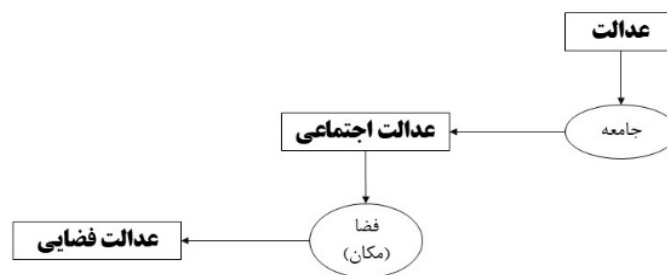 عدالت
جامعه
عدالت اجتماعی
فضا
(مکان)
عدالت فضایی